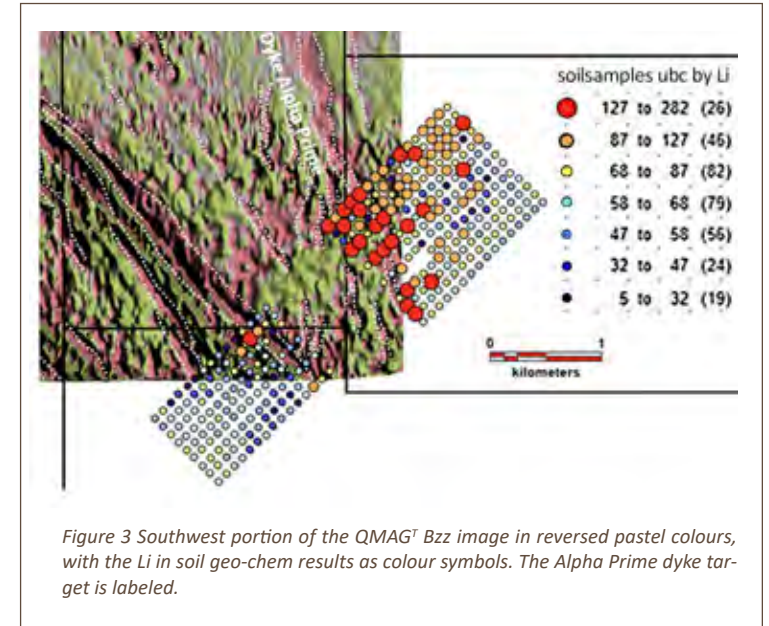 Dyke Alpha Prime
soilsamples ubc by Li
127 to 282 (26)
87 to 127 (46)
68 to 87 (82)
58 to 68 (79)
47 to 58 (56)
32 to 47 (24)
5 to 32 (19)
0 1
kilometers
Figure 3 Southwest portion of the QMAGᵀ Bzz image in reversed pastel colours,
with the Li in soil geo-chem results as colour symbols. The Alpha Prime dyke tar-
get is labeled.